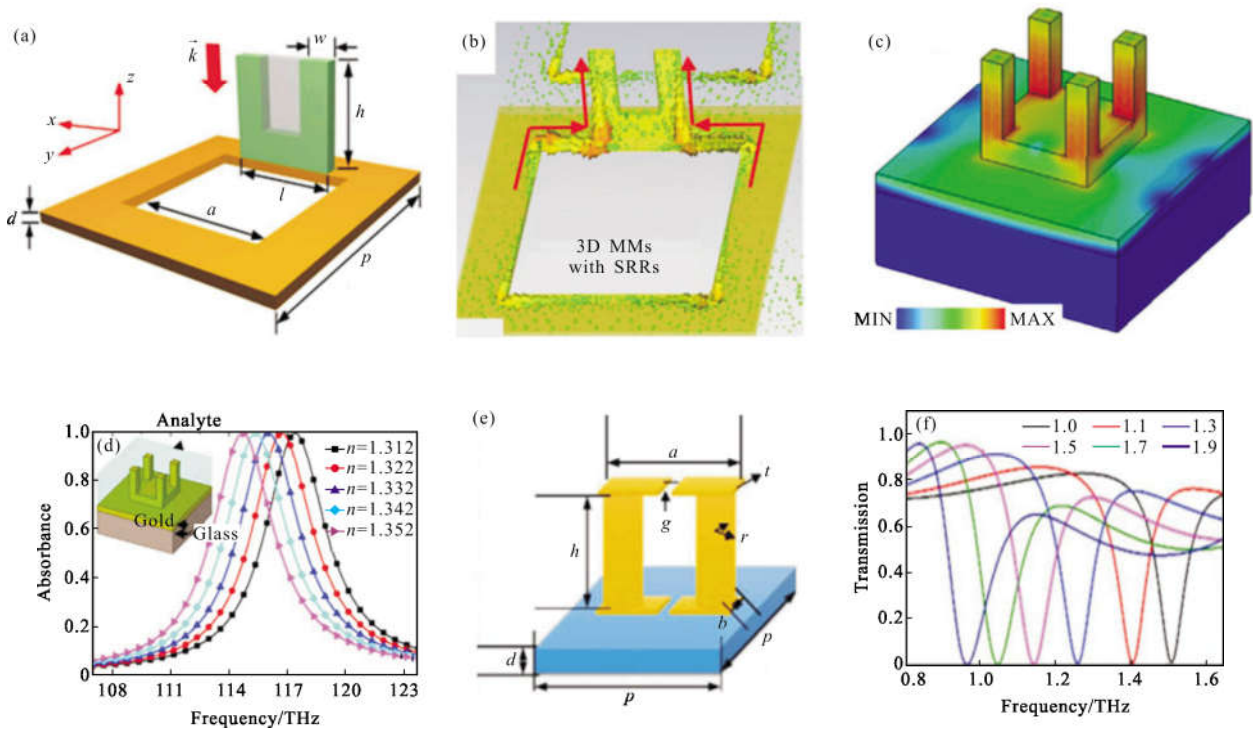 (a)
w
k
z
h
x
y
l
a
d
p
(b)
3D MMs
with SRRs
(c)
MIN MAX
(d)
Analyte
Gold
Glass
n=1.312
n=1.322
n=1.332
n=1.342
n=1.352
Absorbance
1.0
0.8
0.6
0.4
0.2
0
108 111 114 117 120 123
Frequency/THz
(e)
a
t
g
h
r
b
p
d
p
(f)
1.0 1.1 1.3
1.5 1.7 1.9
Transmission
1.0
0.8
0.6
0.4
0.2
0
0.8 1.0 1.2 1.4 1.6
Frequency/THz